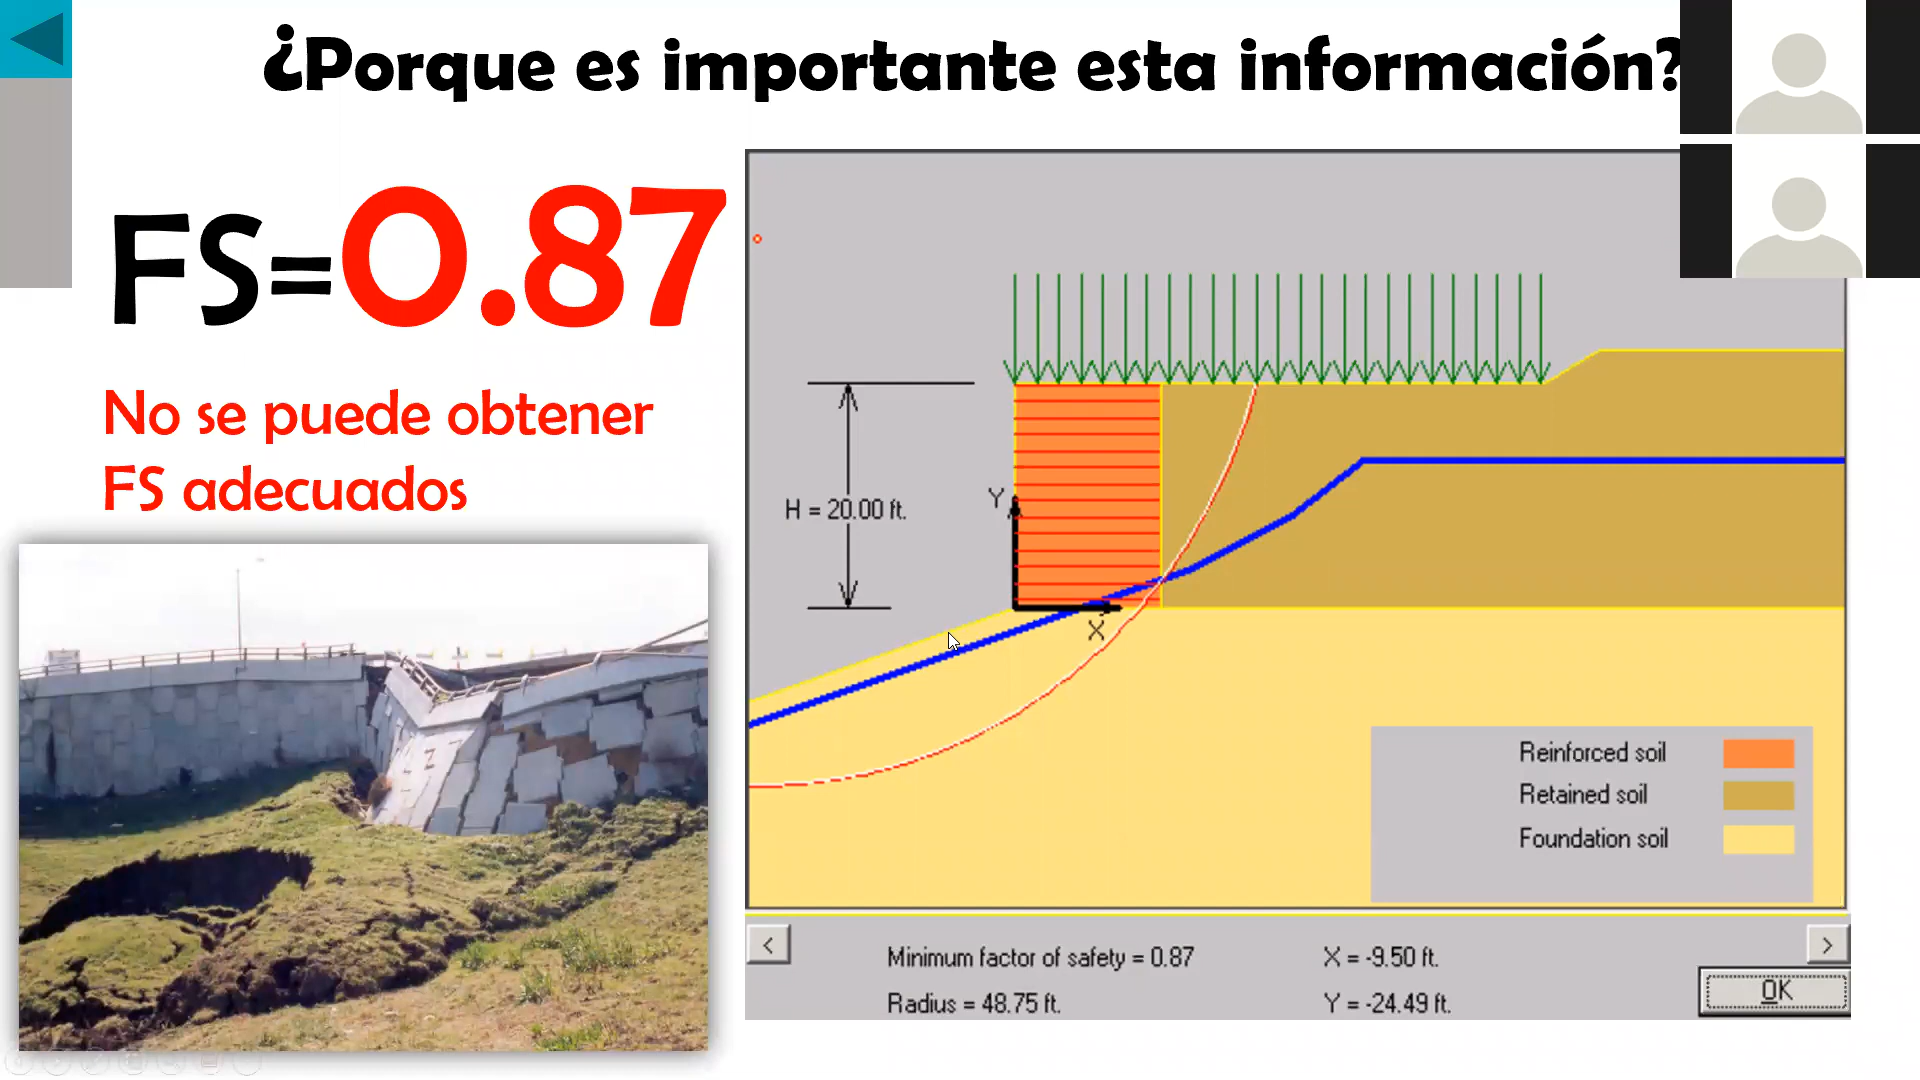 ¿Porque es importante esta información?
FS=0.87
No se puede obtener
FS adecuados
H = 20.00 ft.
Y
X
Reinforced soil
Retained soil
Foundation soil
Minimum factor of safety = 0.87
X = -9.50 ft.
Radius = 48.75 ft.
Y = -24.49 ft.
OK